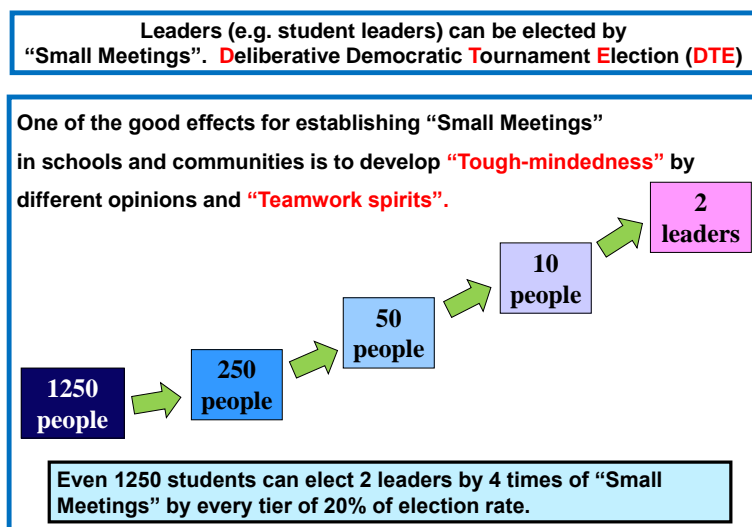 Leaders (e.g. student leaders) can be elected by
“Small Meetings”. Deliberative Democratic Tournament Election (DTE)
One of the good effects for establishing “Small Meetings”
in schools and communities is to develop “Tough-mindedness” by
different opinions and “Teamwork spirits”.
2
leaders
10
people
50
people
250
people
1250
people
Even 1250 students can elect 2 leaders by 4 times of “Small
Meetings” by every tier of 20% of election rate.